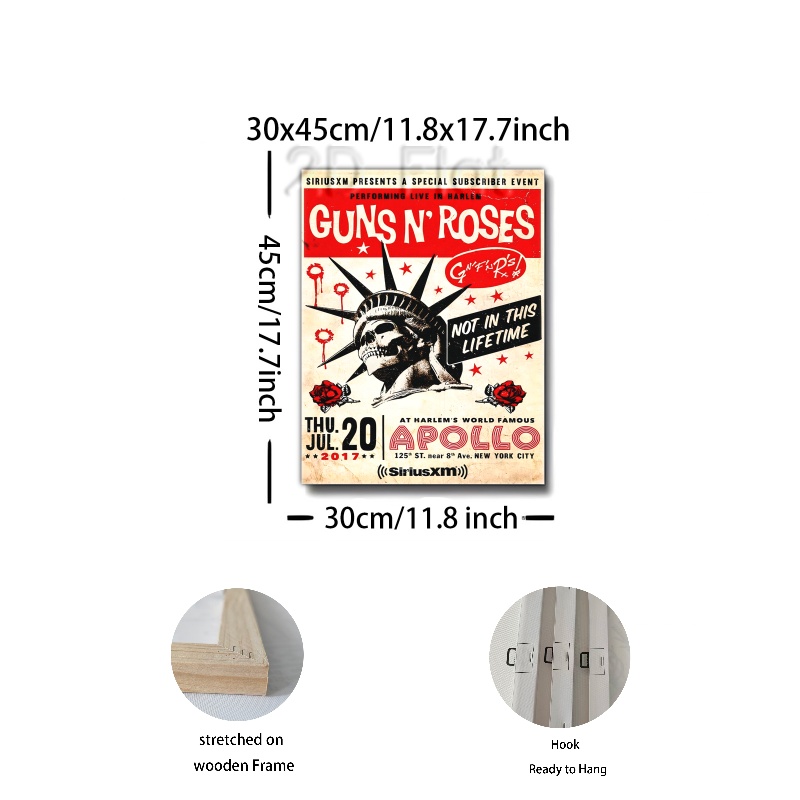 30x45cm/11.8x17.7inch
2D Flat
SIRIUSXM PRESENTS A SPECIAL SUBSCRIBER EVENT
PERFORMING LIVE IN HARLEM
GUNS N' ROSES
G N' F' N' R's!
NOT IN THIS
LIFETIME
45cm/17.7inch
THU.
JUL. 20
2017
AT HARLEM'S WORLD FAMOUS
APOLLO
125th ST. near 8th Ave. NEW YORK CITY
SiriusXM
30cm/11.8 inch
stretched on
wooden Frame
Hook
Ready to Hang